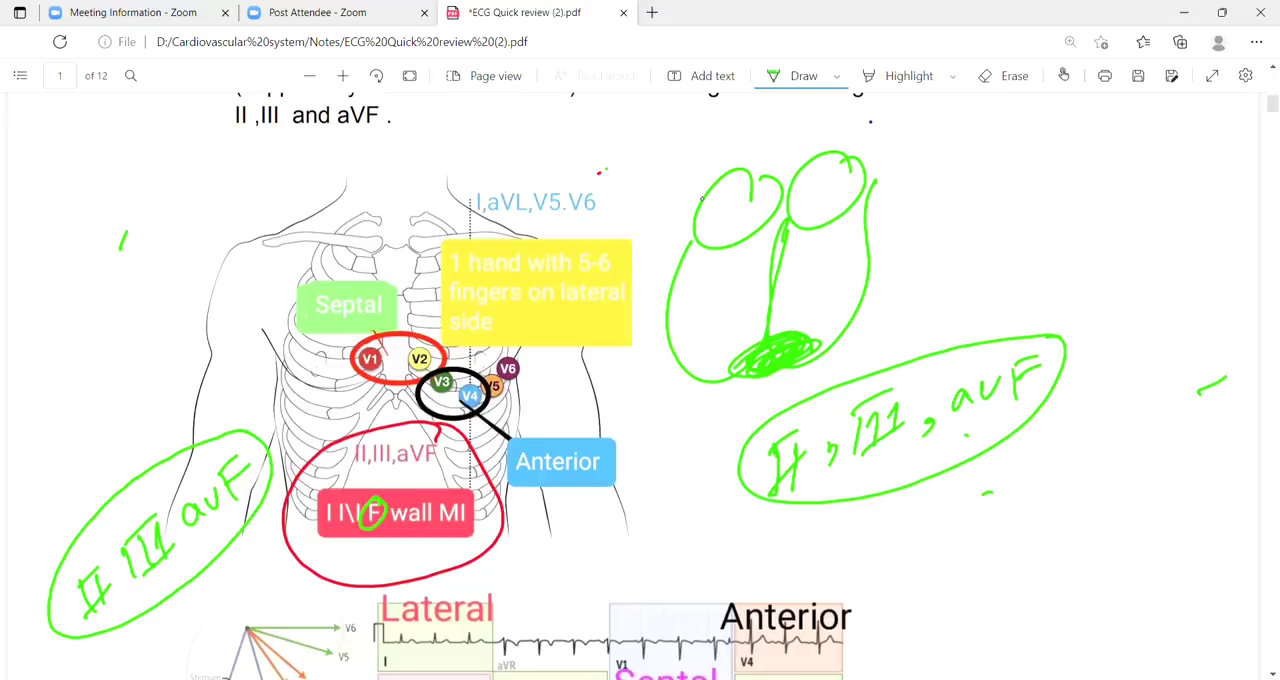 Meeting Information - Zoom
Post Attendee - Zoom
*ECG Quick review (2).pdf
File
D:/Cardiovascular%20system/Notes/ECG%20Quick%20review%20(2).pdf
1
of 12
Page view
Read aloud
Add text
Draw
Highlight
Erase
II ,III and aVF .
I,aVL,V5.V6
1 hand with 5-6
fingers on lateral
side
Septal
V1
V2
V3
V4
V5
V6
II,III,aVF
Anterior
I I\I F wall MI
II III avF
II , III , avF
Lateral
Anterior
V6
V5
I
aVR
V1
V4
Septal
Sternum